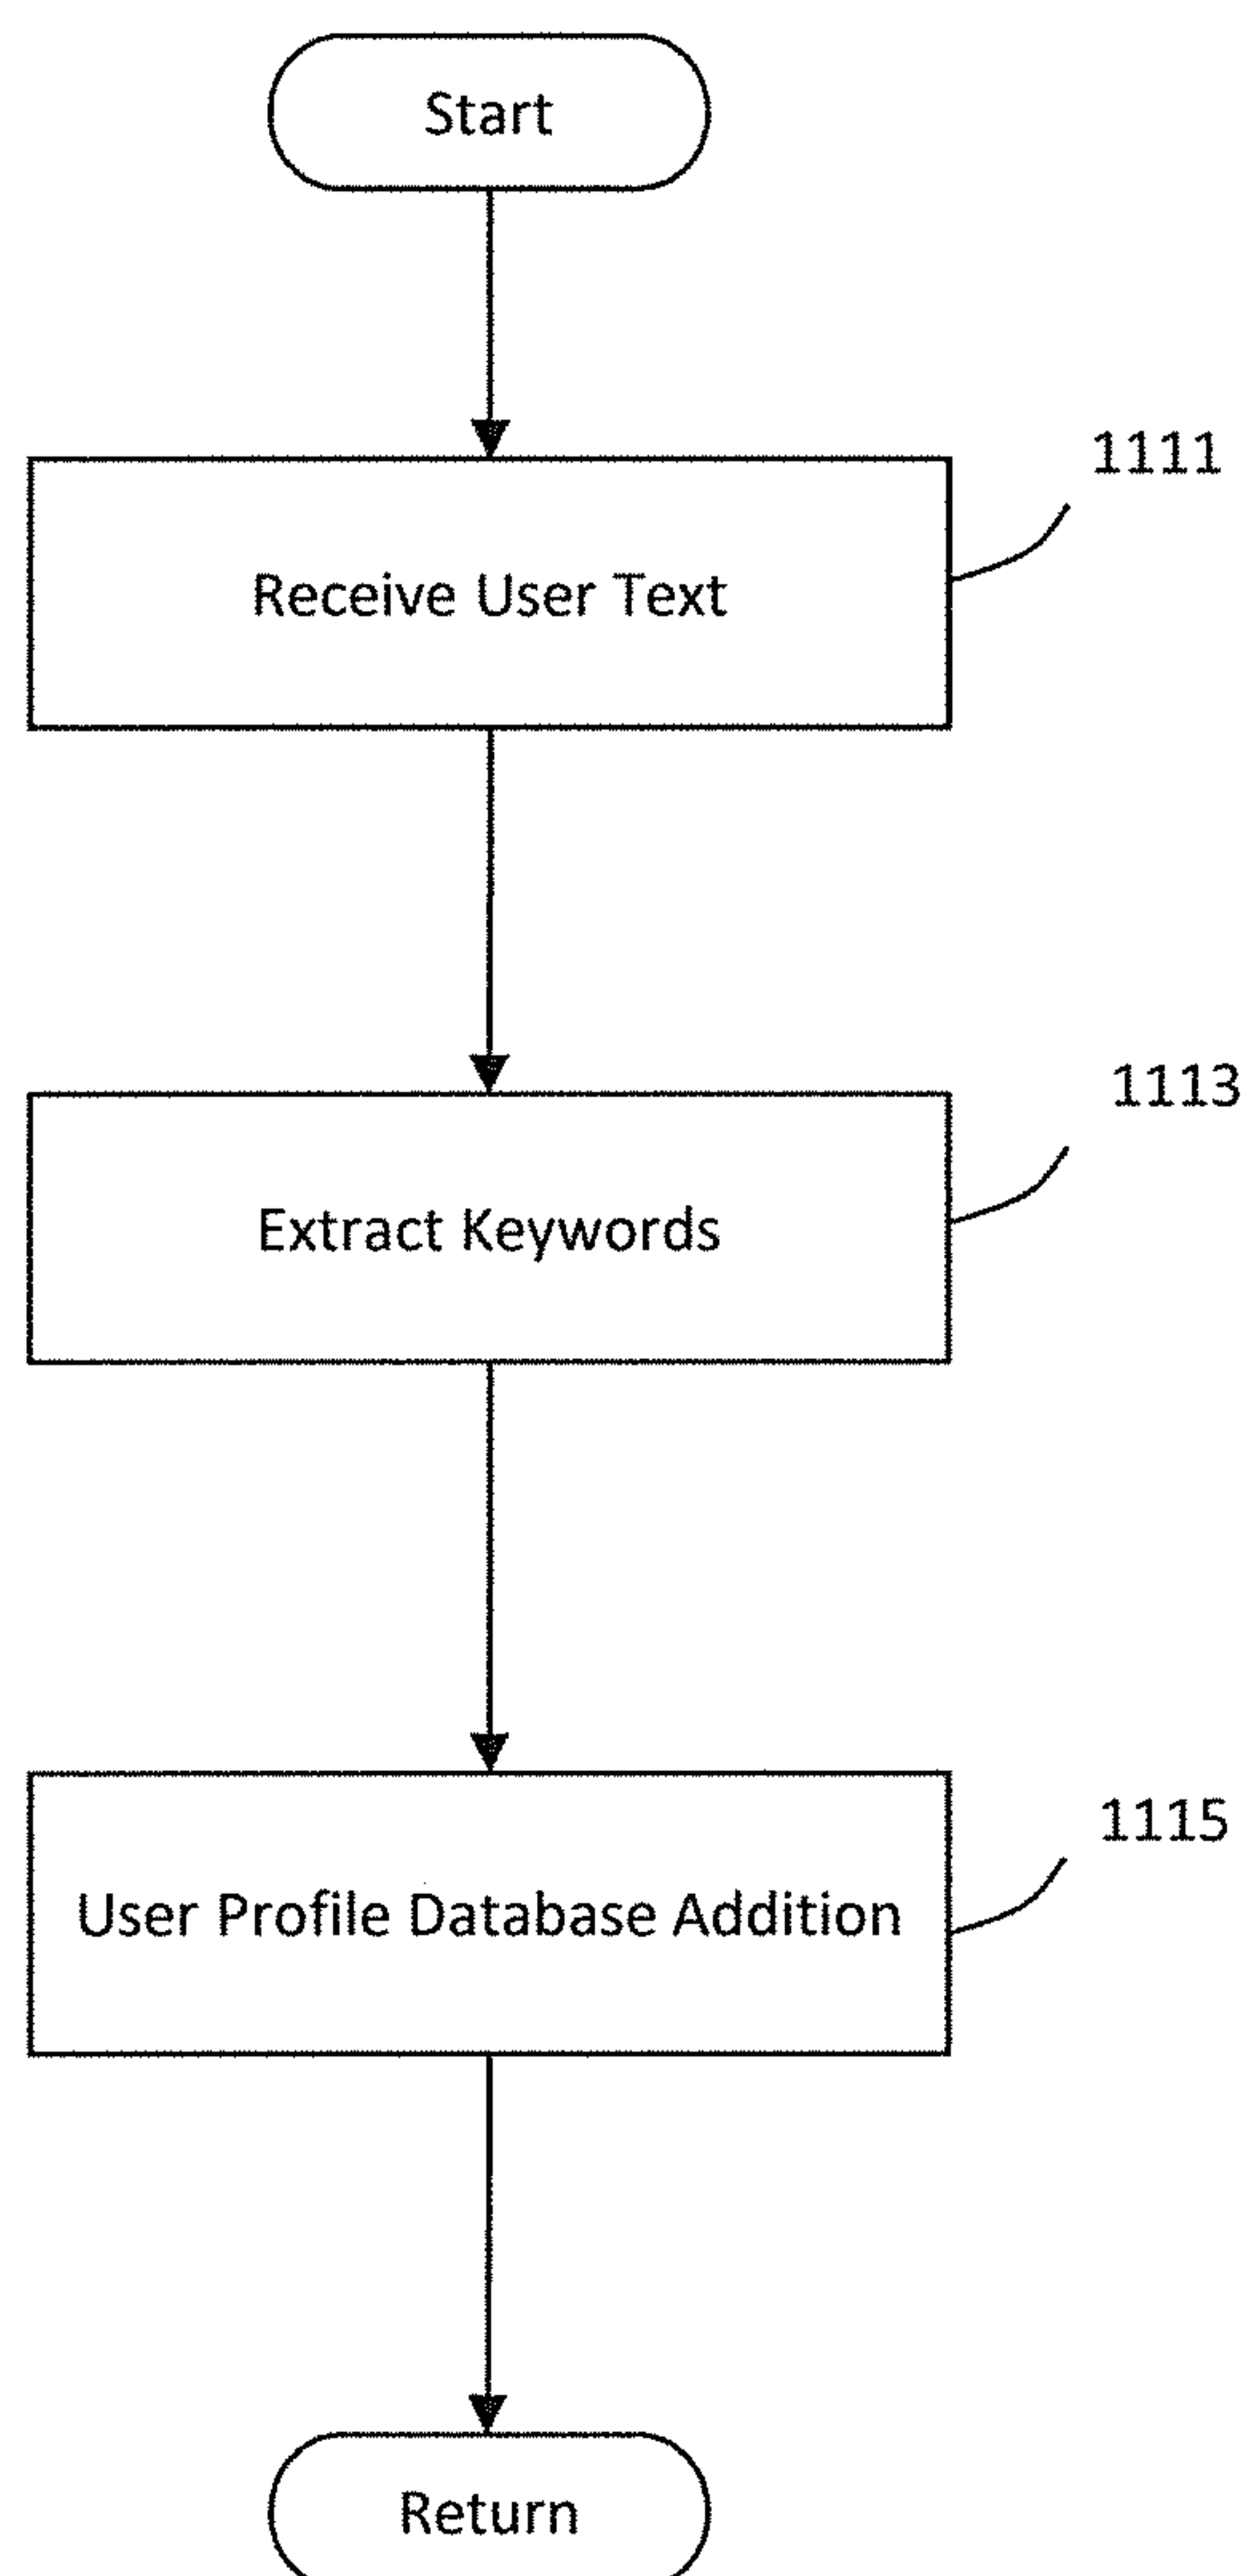 Start
1111
Receive User Text
1113
Extract Keywords
1115
User Profile Database Addition
Return